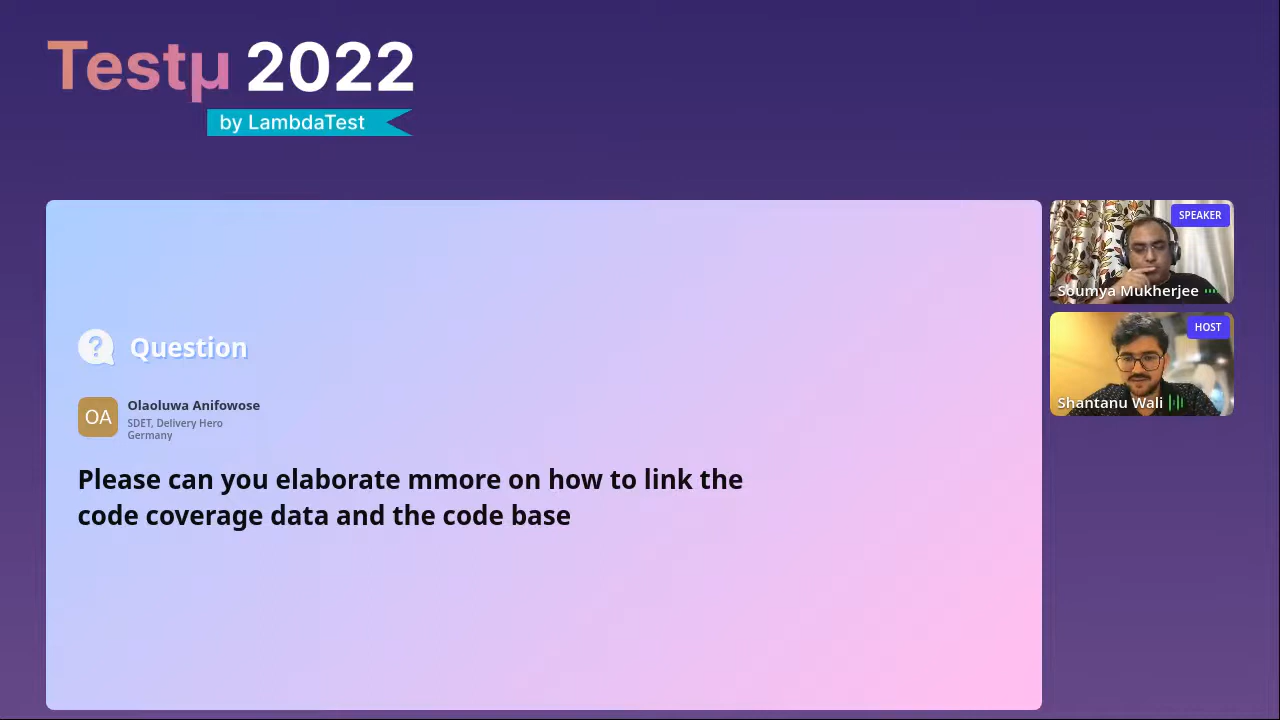 Testμ 2022
by LambdaTest
SPEAKER
Soumya Mukherjee
HOST
Shantanu Wali
? Question
OA
Olaoluwa Anifowose
SDET, Delivery Hero
Germany
Please can you elaborate mmore on how to link the
code coverage data and the code base